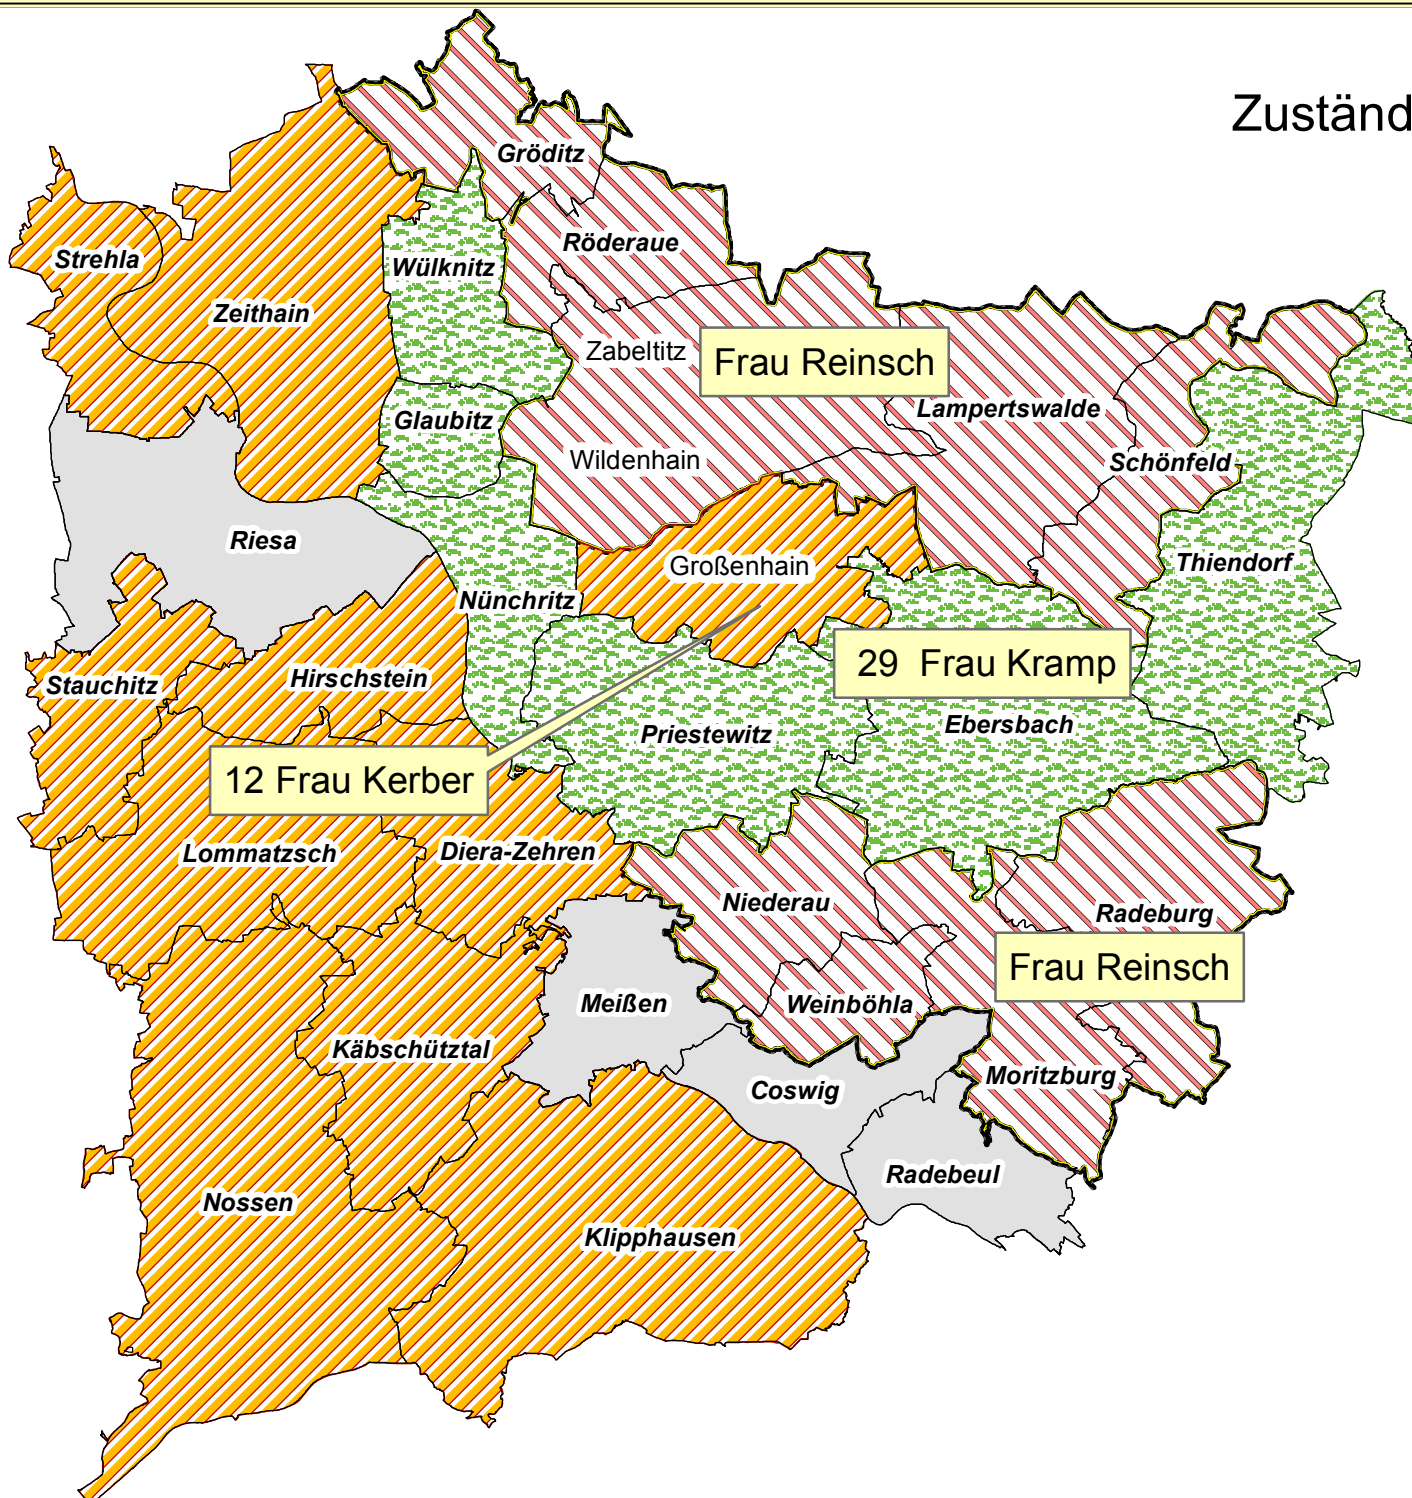 Zuständ
Gröditz
Röderaue
Strehla
Wülknitz
Zeithain
Zabeltitz
Frau Reinsch
Lampertswalde
Glaubitz
Wildenhain
Schönfeld
Riesa
Großenhain
Thiendorf
Nünchritz
29 Frau Kramp
Stauchitz
Hirschstein
Priestewitz
Ebersbach
12 Frau Kerber
Lommatzsch
Diera-Zehren
Niederau
Radeburg
Frau Reinsch
Meißen
Weinböhla
Käbschütztal
Moritzburg
Coswig
Radebeul
Nossen
Klipphausen